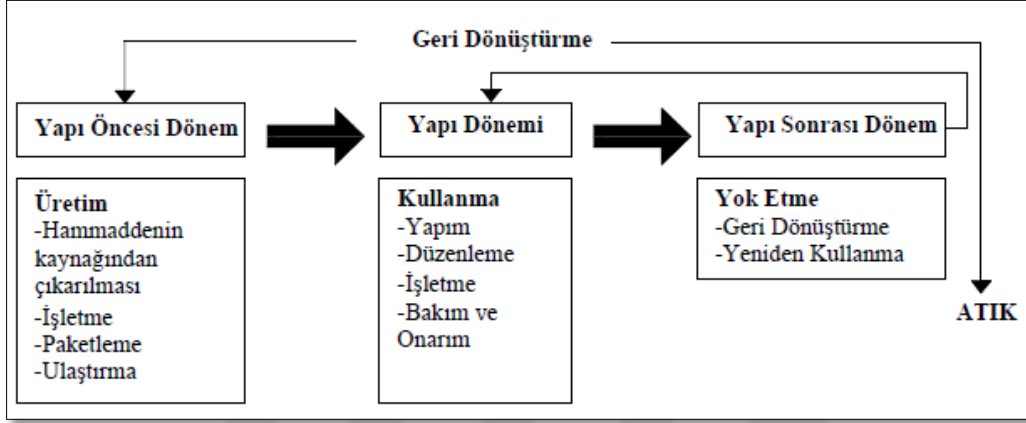 Geri Dönüştürme
Yapı Öncesi Dönem
Yapı Dönemi
Yapı Sonrası Dönem
Üretim
-Hammaddenin
kaynağından
çıkarılması
-İşletme
-Paketleme
-Ulaştırma
Kullanma
-Yapım
-Düzenleme
-İşletme
-Bakım ve
Onarım
Yok Etme
-Geri Dönüştürme
-Yeniden Kullanma
ATIK